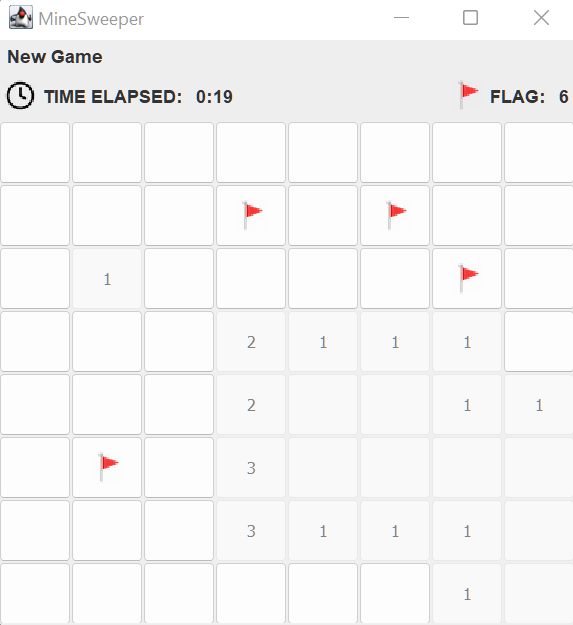 MineSweeper
New Game
TIME ELAPSED: 0:19 FLAG: 6
1
2 1 1 1
2 1 1
3
3 1 1 1
1